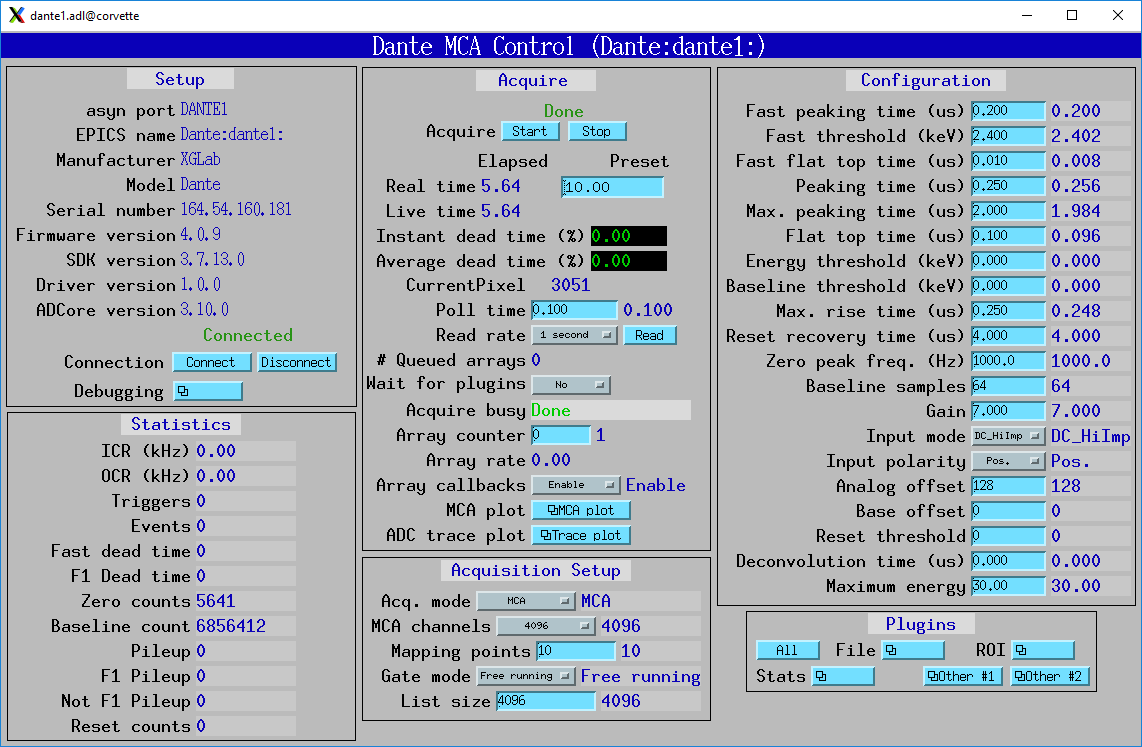 dante1.adl@corvette
Dante MCA Control (Dante:dante1:)
Setup
asyn port DANTE1
EPICS name Dante:dante1:
Manufacturer XGLab
Model Dante
Serial number 164.54.160.181
Firmware version 4.0.9
SDK version 3.7.13.0
Driver version 1.0.0
ADCore version 3.10.0
Connected
Connection Connect Disconnect
Debugging
Statistics
ICR (kHz) 0.00
OCR (kHz) 0.00
Triggers 0
Events 0
Fast dead time 0
F1 Dead time 0
Zero counts 5641
Baseline count 6856412
Pileup 0
F1 Pileup 0
Not F1 Pileup 0
Reset counts 0
Acquire
Done
Acquire Start Stop
Elapsed Preset
Real time 5.64 10.00
Live time 5.64
Instant dead time (%) 0.00
Average dead time (%) 0.00
CurrentPixel 3051
Poll time 0.100 0.100
Read rate 1 second Read
# Queued arrays 0
Wait for plugins No
Acquire busy Done
Array counter 0 1
Array rate 0.00
Array callbacks Enable Enable
MCA plot MCA plot
ADC trace plot Trace plot
Acquisition Setup
Acq. mode MCA MCA
MCA channels 4096 4096
Mapping points 10 10
Gate mode Free running Free running
List size 4096 4096
Configuration
Fast peaking time (us) 0.200 0.200
Fast threshold (keV) 2.400 2.402
Fast flat top time (us) 0.010 0.008
Peaking time (us) 0.250 0.256
Max. peaking time (us) 2.000 1.984
Flat top time (us) 0.100 0.096
Energy threshold (keV) 0.000 0.000
Baseline threshold (keV) 0.000 0.000
Max. rise time (us) 0.250 0.248
Reset recovery time (us) 4.000 4.000
Zero peak freq. (Hz) 1000.0 1000.0
Baseline samples 64 64
Gain 7.000 7.000
Input mode DC_HiImp DC_HiImp
Input polarity Pos. Pos.
Analog offset 128 128
Base offset 0 0
Reset threshold 0 0
Deconvolution time (us) 0.000 0.000
Maximum energy 30.00 30.00
Plugins
All File ROI
Stats Other #1 Other #2